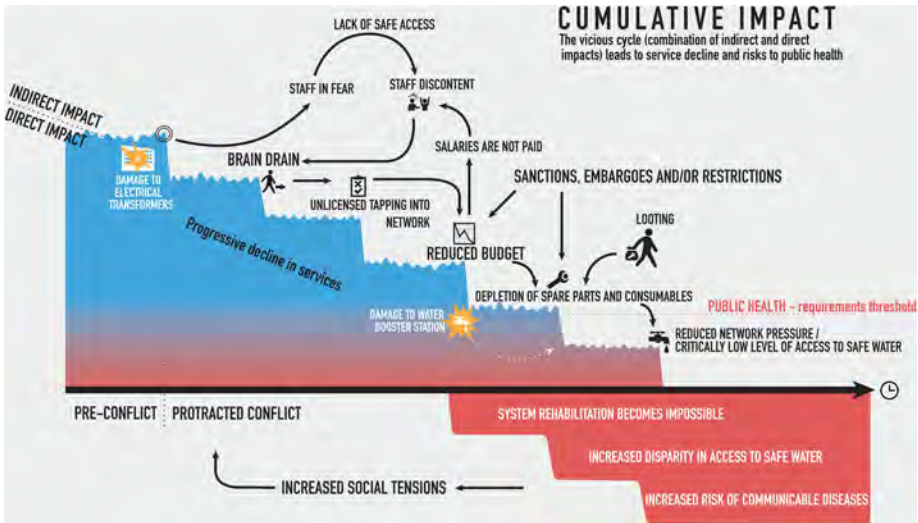 CUMULATIVE IMPACT
The vicious cycle (combination of indirect and direct
impacts) leads to service decline and risks to public health
LACK OF SAFE ACCESS
STAFF IN FEAR
STAFF DISCONTENT
INDIRECT IMPACT
DIRECT IMPACT
DAMAGE TO
ELECTRICAL
TRANSFORMERS
BRAIN DRAIN
SALARIES ARE NOT PAID
UNLICENSED TAPPING INTO
NETWORK
SANCTIONS, EMBARGOES AND/OR RESTRICTIONS
LOOTING
Progressive decline in services
REDUCED BUDGET
DEPLETION OF SPARE PARTS AND CONSUMABLES
DAMAGE TO WATER
BOOSTER STATION
PUBLIC HEALTH – requirements threshold
REDUCED NETWORK PRESSURE /
CRITICALLY LOW LEVEL OF ACCESS TO SAFE WATER
PRE-CONFLICT
PROTRACTED CONFLICT
SYSTEM REHABILITATION BECOMES IMPOSSIBLE
INCREASED DISPARITY IN ACCESS TO SAFE WATER
INCREASED SOCIAL TENSIONS
INCREASED RISK OF COMMUNICABLE DISEASES